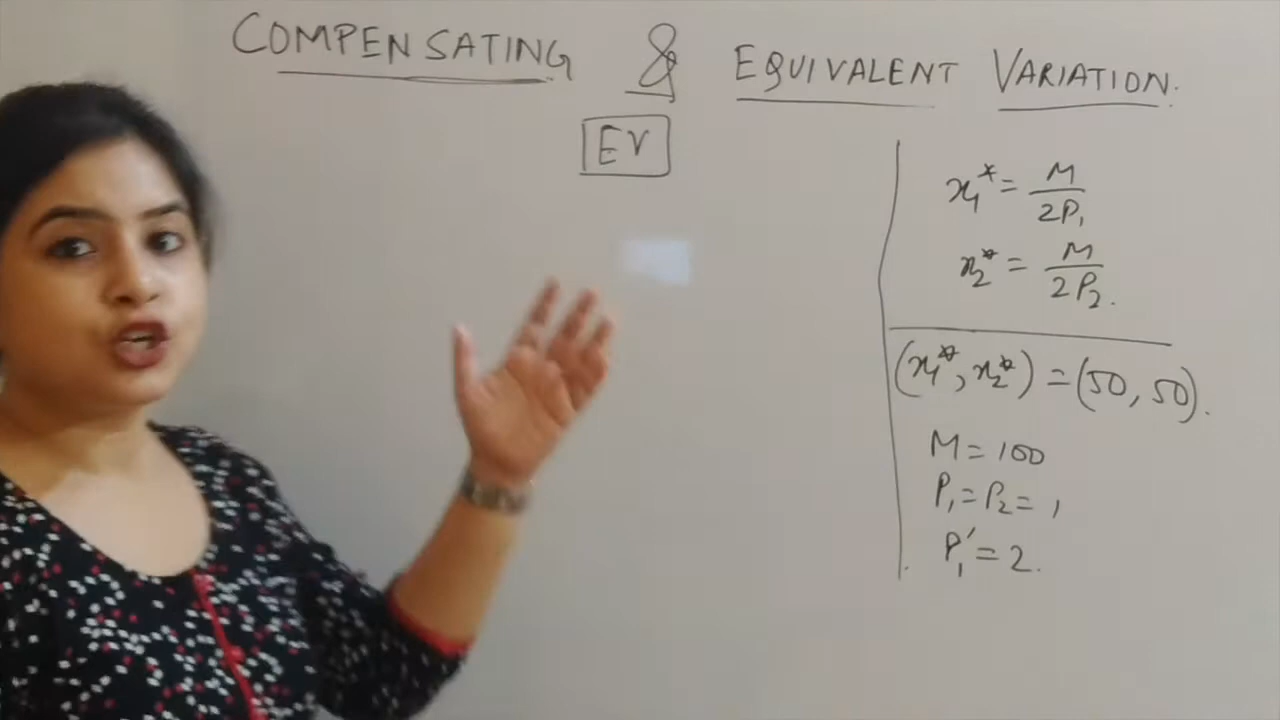 COMPENSATING & EQUIVALENT VARIATION.
EV
x₁* = M/2P₁
x₂* = M/2P₂.
(x₁*, x₂*) = (50, 50).
M = 100
P₁ = P₂ = 1
P₁' = 2.